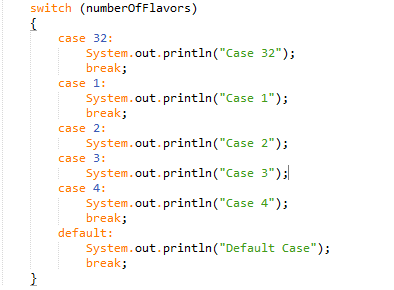 switch (numberOfFlavors)
{
case 32:
System.out.println("Case 32");
break;
case 1:
System.out.println("Case 1");
break;
case 2:
System.out.println("Case 2");
case 3:
System.out.println("Case 3");
case 4:
System.out.println("Case 4");
break;
default:
System.out.println("Default Case");
break;
}